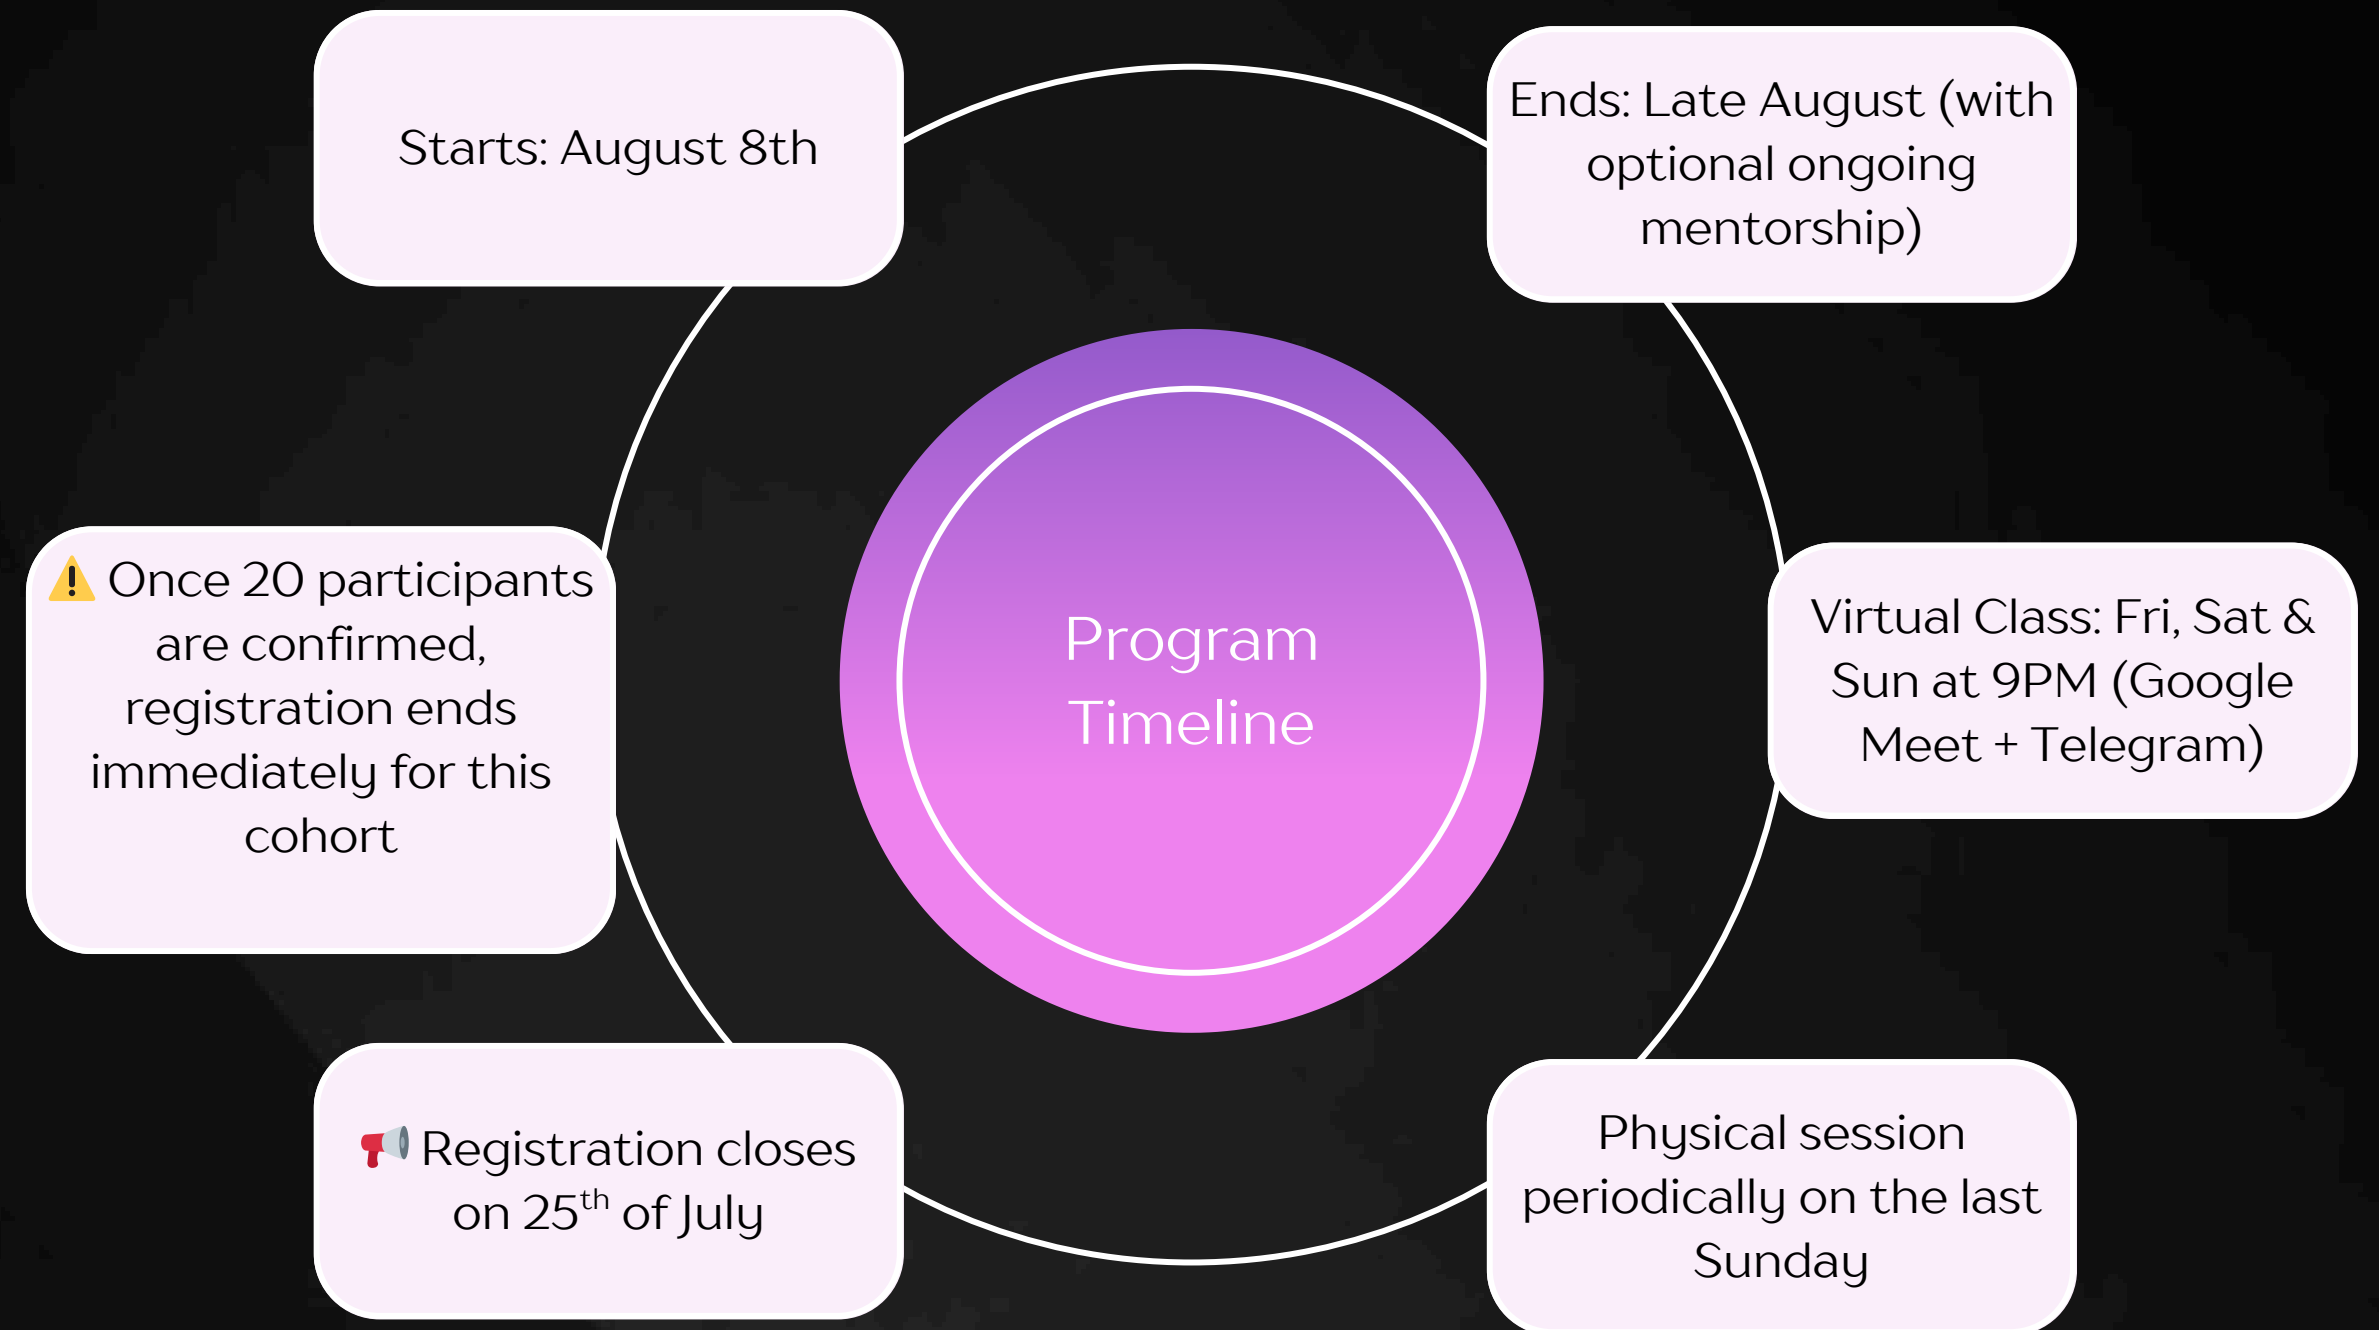 Starts: August 8th
Ends: Late August (with
optional ongoing
mentorship)
⚠️ Once 20 participants
are confirmed,
registration ends
immediately for this
cohort
Program
Timeline
Virtual Class: Fri, Sat &
Sun at 9PM (Google
Meet + Telegram)
📢 Registration closes
on 25th of July
Physical session
periodically on the last
Sunday